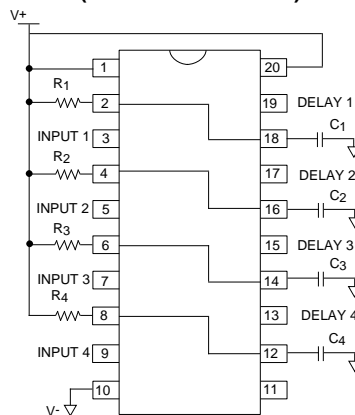 V+
1 20
R1
2 19 DELAY 1
INPUT 1 3 18 C1
R2
4 17 DELAY 2
INPUT 2 5 16 C2
R3
6 15 DELAY 3
INPUT 3 7 14 C3
R4
8 13 DELAY 4
INPUT 4 9 12 C4
10 11
V-